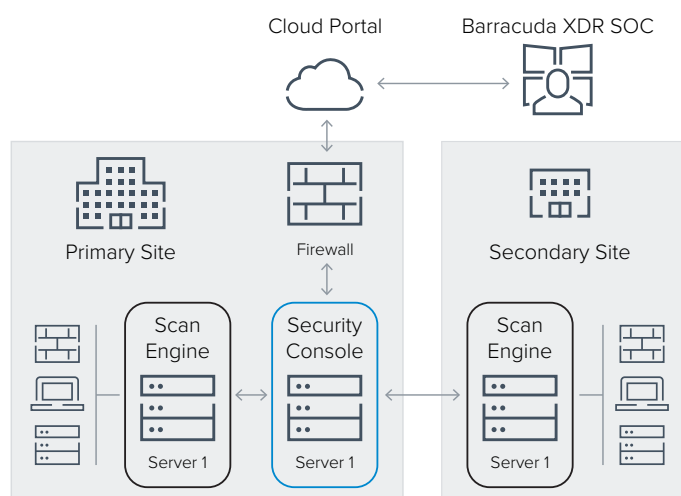 Cloud Portal
Barracuda XDR SOC
Primary Site
Firewall
Secondary Site
Scan
Engine
Server 1
Security
Console
Server 1
Scan
Engine
Server 1